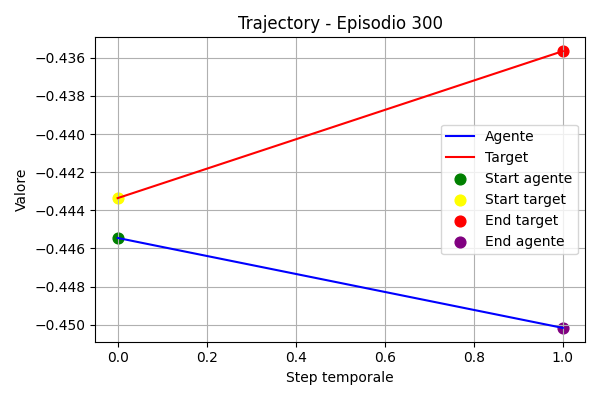 Trajectory - Episodio 300
−0.436
−0.438
−0.440
−0.442
−0.444
−0.446
−0.448
−0.450
Valore
Agente
Target
Start agente
Start target
End target
End agente
0.0 0.2 0.4 0.6 0.8 1.0
Step temporale